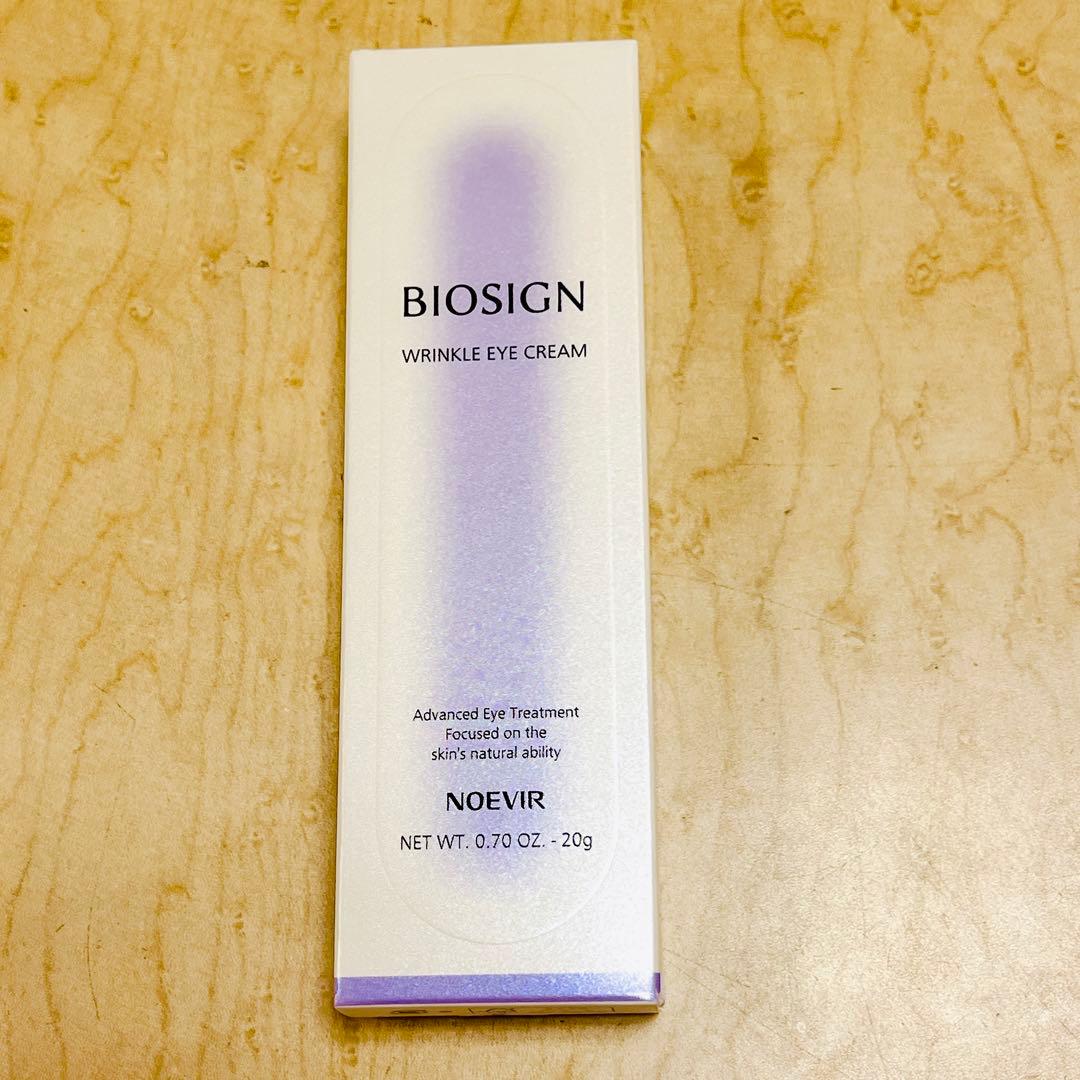 BIOSIGN
WRINKLE EYE CREAM
Advanced Eye Treatment
Focused on the
skin's natural ability
NOEVIR
NET WT. 0.70 OZ. - 20g